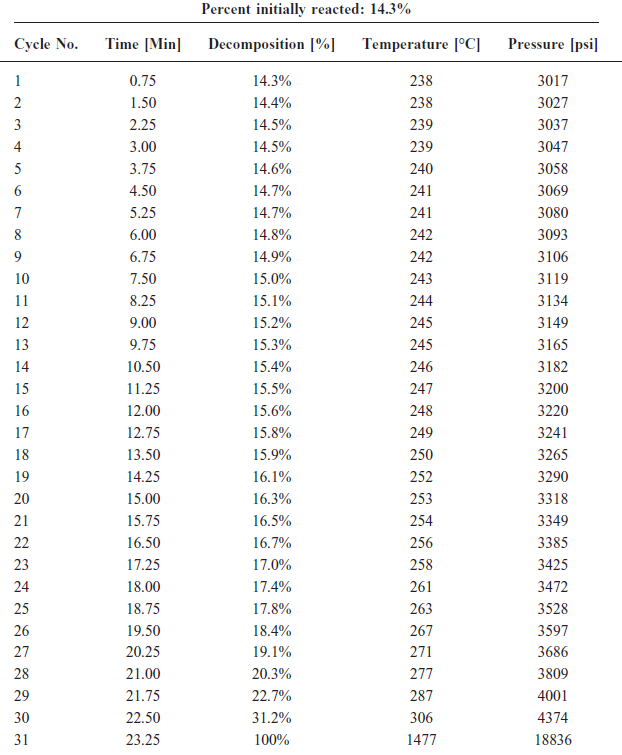 Percent initially reacted: 14.3%
Cycle No. Time [Min] Decomposition [%] Temperature [°C] Pressure [psi]
1 0.75 14.3% 238 3017
2 1.50 14.4% 238 3027
3 2.25 14.5% 239 3037
4 3.00 14.5% 239 3047
5 3.75 14.6% 240 3058
6 4.50 14.7% 241 3069
7 5.25 14.7% 241 3080
8 6.00 14.8% 242 3093
9 6.75 14.9% 242 3106
10 7.50 15.0% 243 3119
11 8.25 15.1% 244 3134
12 9.00 15.2% 245 3149
13 9.75 15.3% 245 3165
14 10.50 15.4% 246 3182
15 11.25 15.5% 247 3200
16 12.00 15.6% 248 3220
17 12.75 15.8% 249 3241
18 13.50 15.9% 250 3265
19 14.25 16.1% 252 3290
20 15.00 16.3% 253 3318
21 15.75 16.5% 254 3349
22 16.50 16.7% 256 3385
23 17.25 17.0% 258 3425
24 18.00 17.4% 261 3472
25 18.75 17.8% 263 3528
26 19.50 18.4% 267 3597
27 20.25 19.1% 271 3686
28 21.00 20.3% 277 3809
29 21.75 22.7% 287 4001
30 22.50 31.2% 306 4374
31 23.25 100% 1477 18836